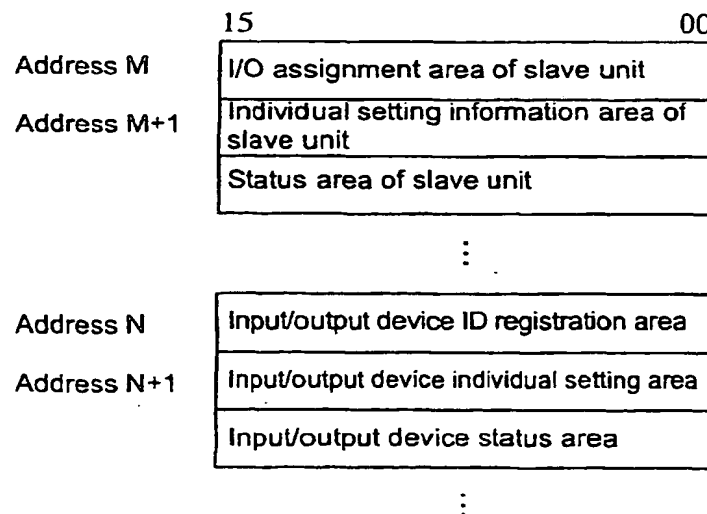 15 00
Address M I/O assignment area of slave unit
Address M+1 Individual setting information area of
slave unit
Status area of slave unit
⋮
Address N Input/output device ID registration area
Address N+1 Input/output device individual setting area
Input/output device status area
⋮